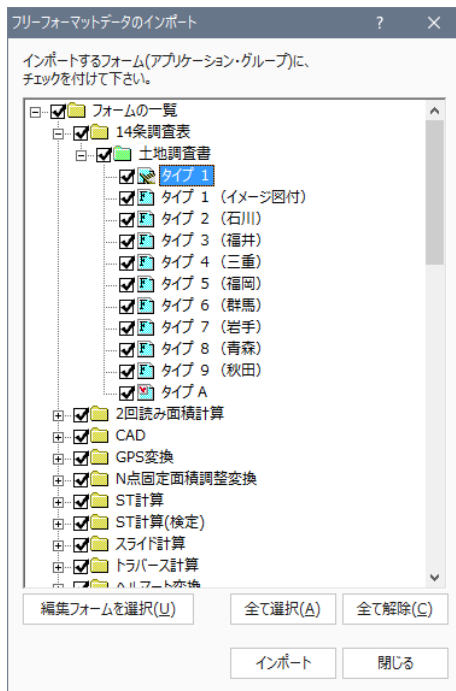 フリーフォーマットデータのインポート
インポートするフォーム(アプリケーション・グループ)に、
チェックを付けて下さい。
フォームの一覧
14条調査表
土地調査書
タイプ 1
タイプ 1 (イメージ図付)
タイプ 2 (石川)
タイプ 3 (福井)
タイプ 4 (三重)
タイプ 5 (福岡)
タイプ 6 (群馬)
タイプ 7 (岩手)
タイプ 8 (青森)
タイプ 9 (秋田)
タイプ A
2回読み面積計算
CAD
GPS変換
N点固定面積調整変換
ST計算
ST計算(検定)
スライド計算
トラバース計算
ヘルマート変換
編集フォームを選択(U)
全て選択(A)
全て解除(C)
インポート
閉じる